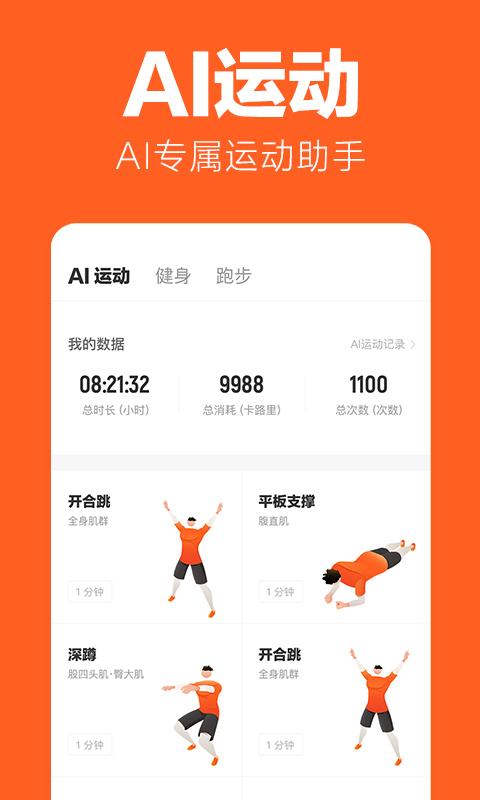 AI运动
AI专属运动助手
AI 运动 健身 跑步
我的数据 AI运动记录
08:21:32 9988 1100
总时长 (小时) 总消耗 (卡路里) 总次数 (次数)
开合跳 平板支撑
全身肌群 腹直肌
1 分钟 1 分钟
深蹲 开合跳
股四头肌·臀大肌 全身肌群
1 分钟 1 分钟